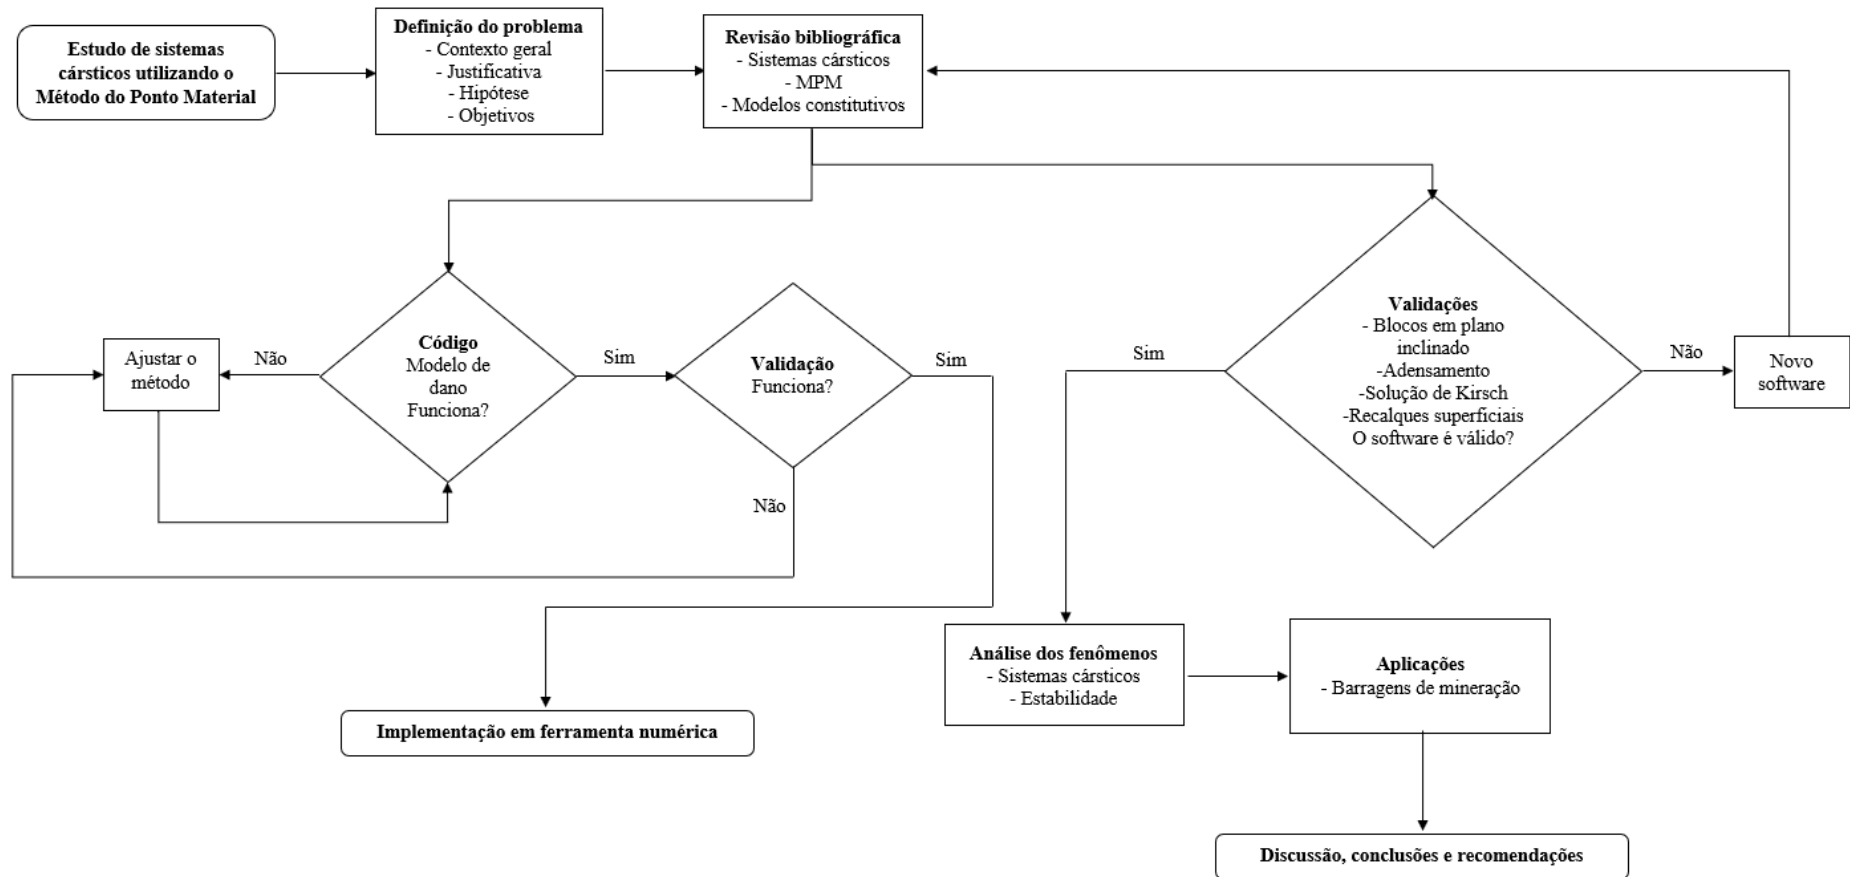 Estudo de sistemas
cársticos utilizando o
Método do Ponto Material
Definição do problema
- Contexto geral
- Justificativa
- Hipótese
- Objetivos
Revisão bibliográfica
- Sistemas cársticos
- MPM
- Modelos constitutivos
Ajustar o
método
Não
Código
Modelo de
dano
Funciona?
Sim
Validação
Funciona?
Sim
Não
Sim
Validações
- Blocos em plano
inclinado
- Adensamento
-Solução de Kirsch
-Recalques superficiais
O software é válido?
Não
Novo
software
Análise dos fenômenos
- Sistemas cársticos
- Estabilidade
Aplicações
- Barragens de mineração
Implementação em ferramenta numérica
Discussão, conclusões e recomendações